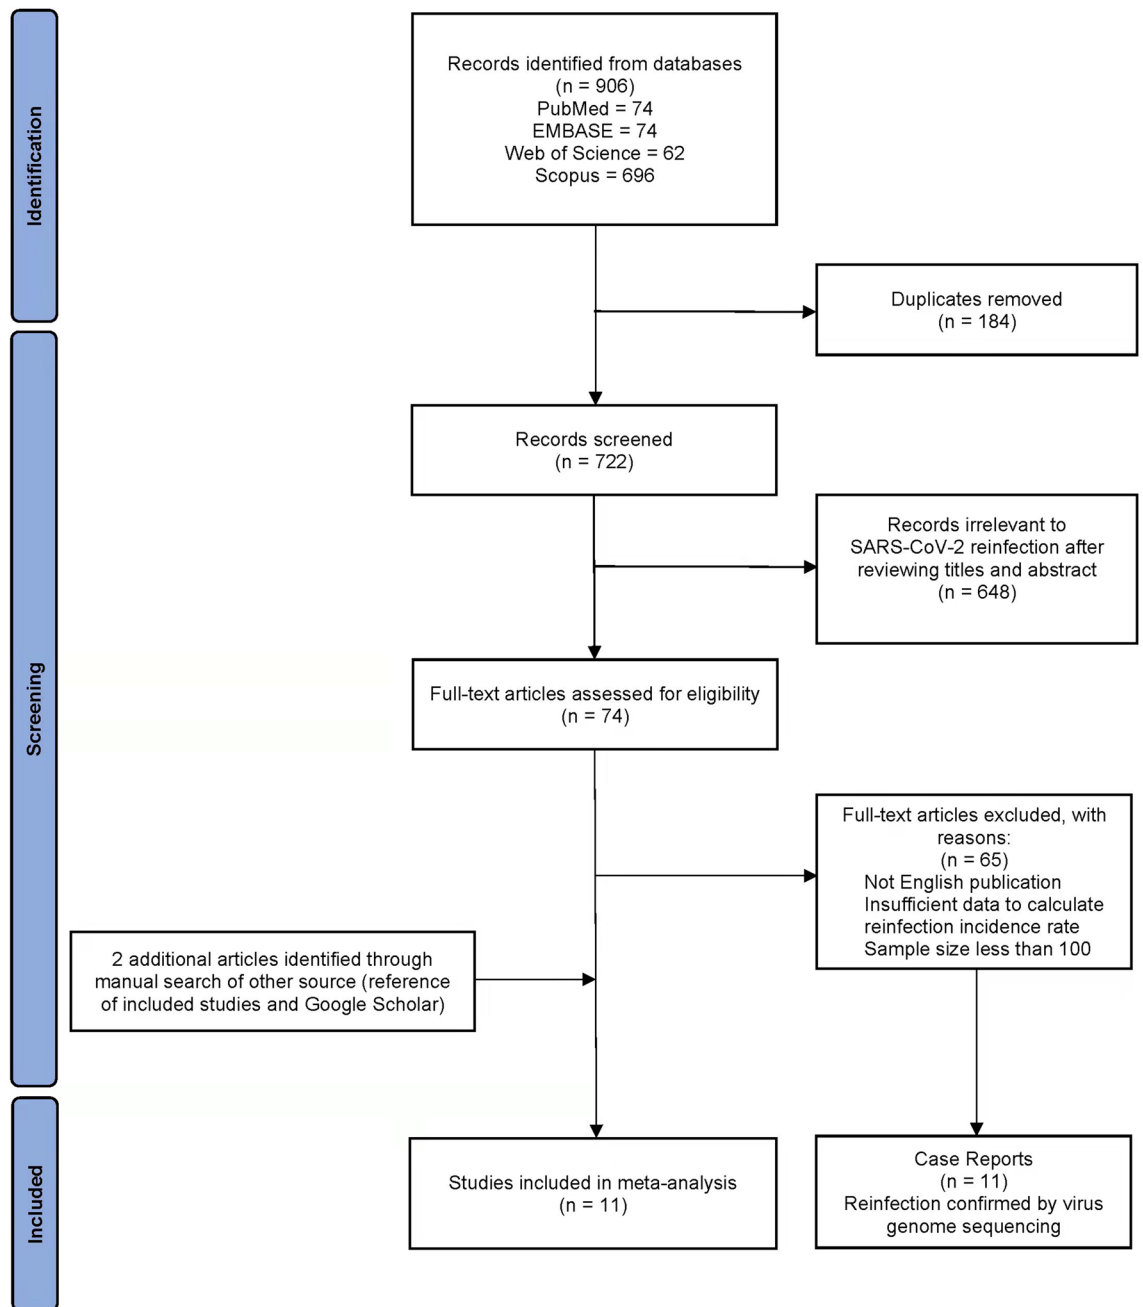 Identification
Records identified from databases
(n = 906)
PubMed = 74
EMBASE = 74
Web of Science = 62
Scopus = 696
Duplicates removed
(n = 184)
Screening
Records screened
(n = 722)
Records irrelevant to
SARS-CoV-2 reinfection after
reviewing titles and abstract
(n = 648)
Full-text articles assessed for eligibility
(n = 74)
Full-text articles excluded, with
reasons:
(n = 65)
Not English publication
Insufficient data to calculate
reinfection incidence rate
Sample size less than 100
2 additional articles identified through
manual search of other source (reference
of included studies and Google Scholar)
Included
Studies included in meta-analysis
(n = 11)
Case Reports
(n = 11)
Reinfection confirmed by virus
genome sequencing